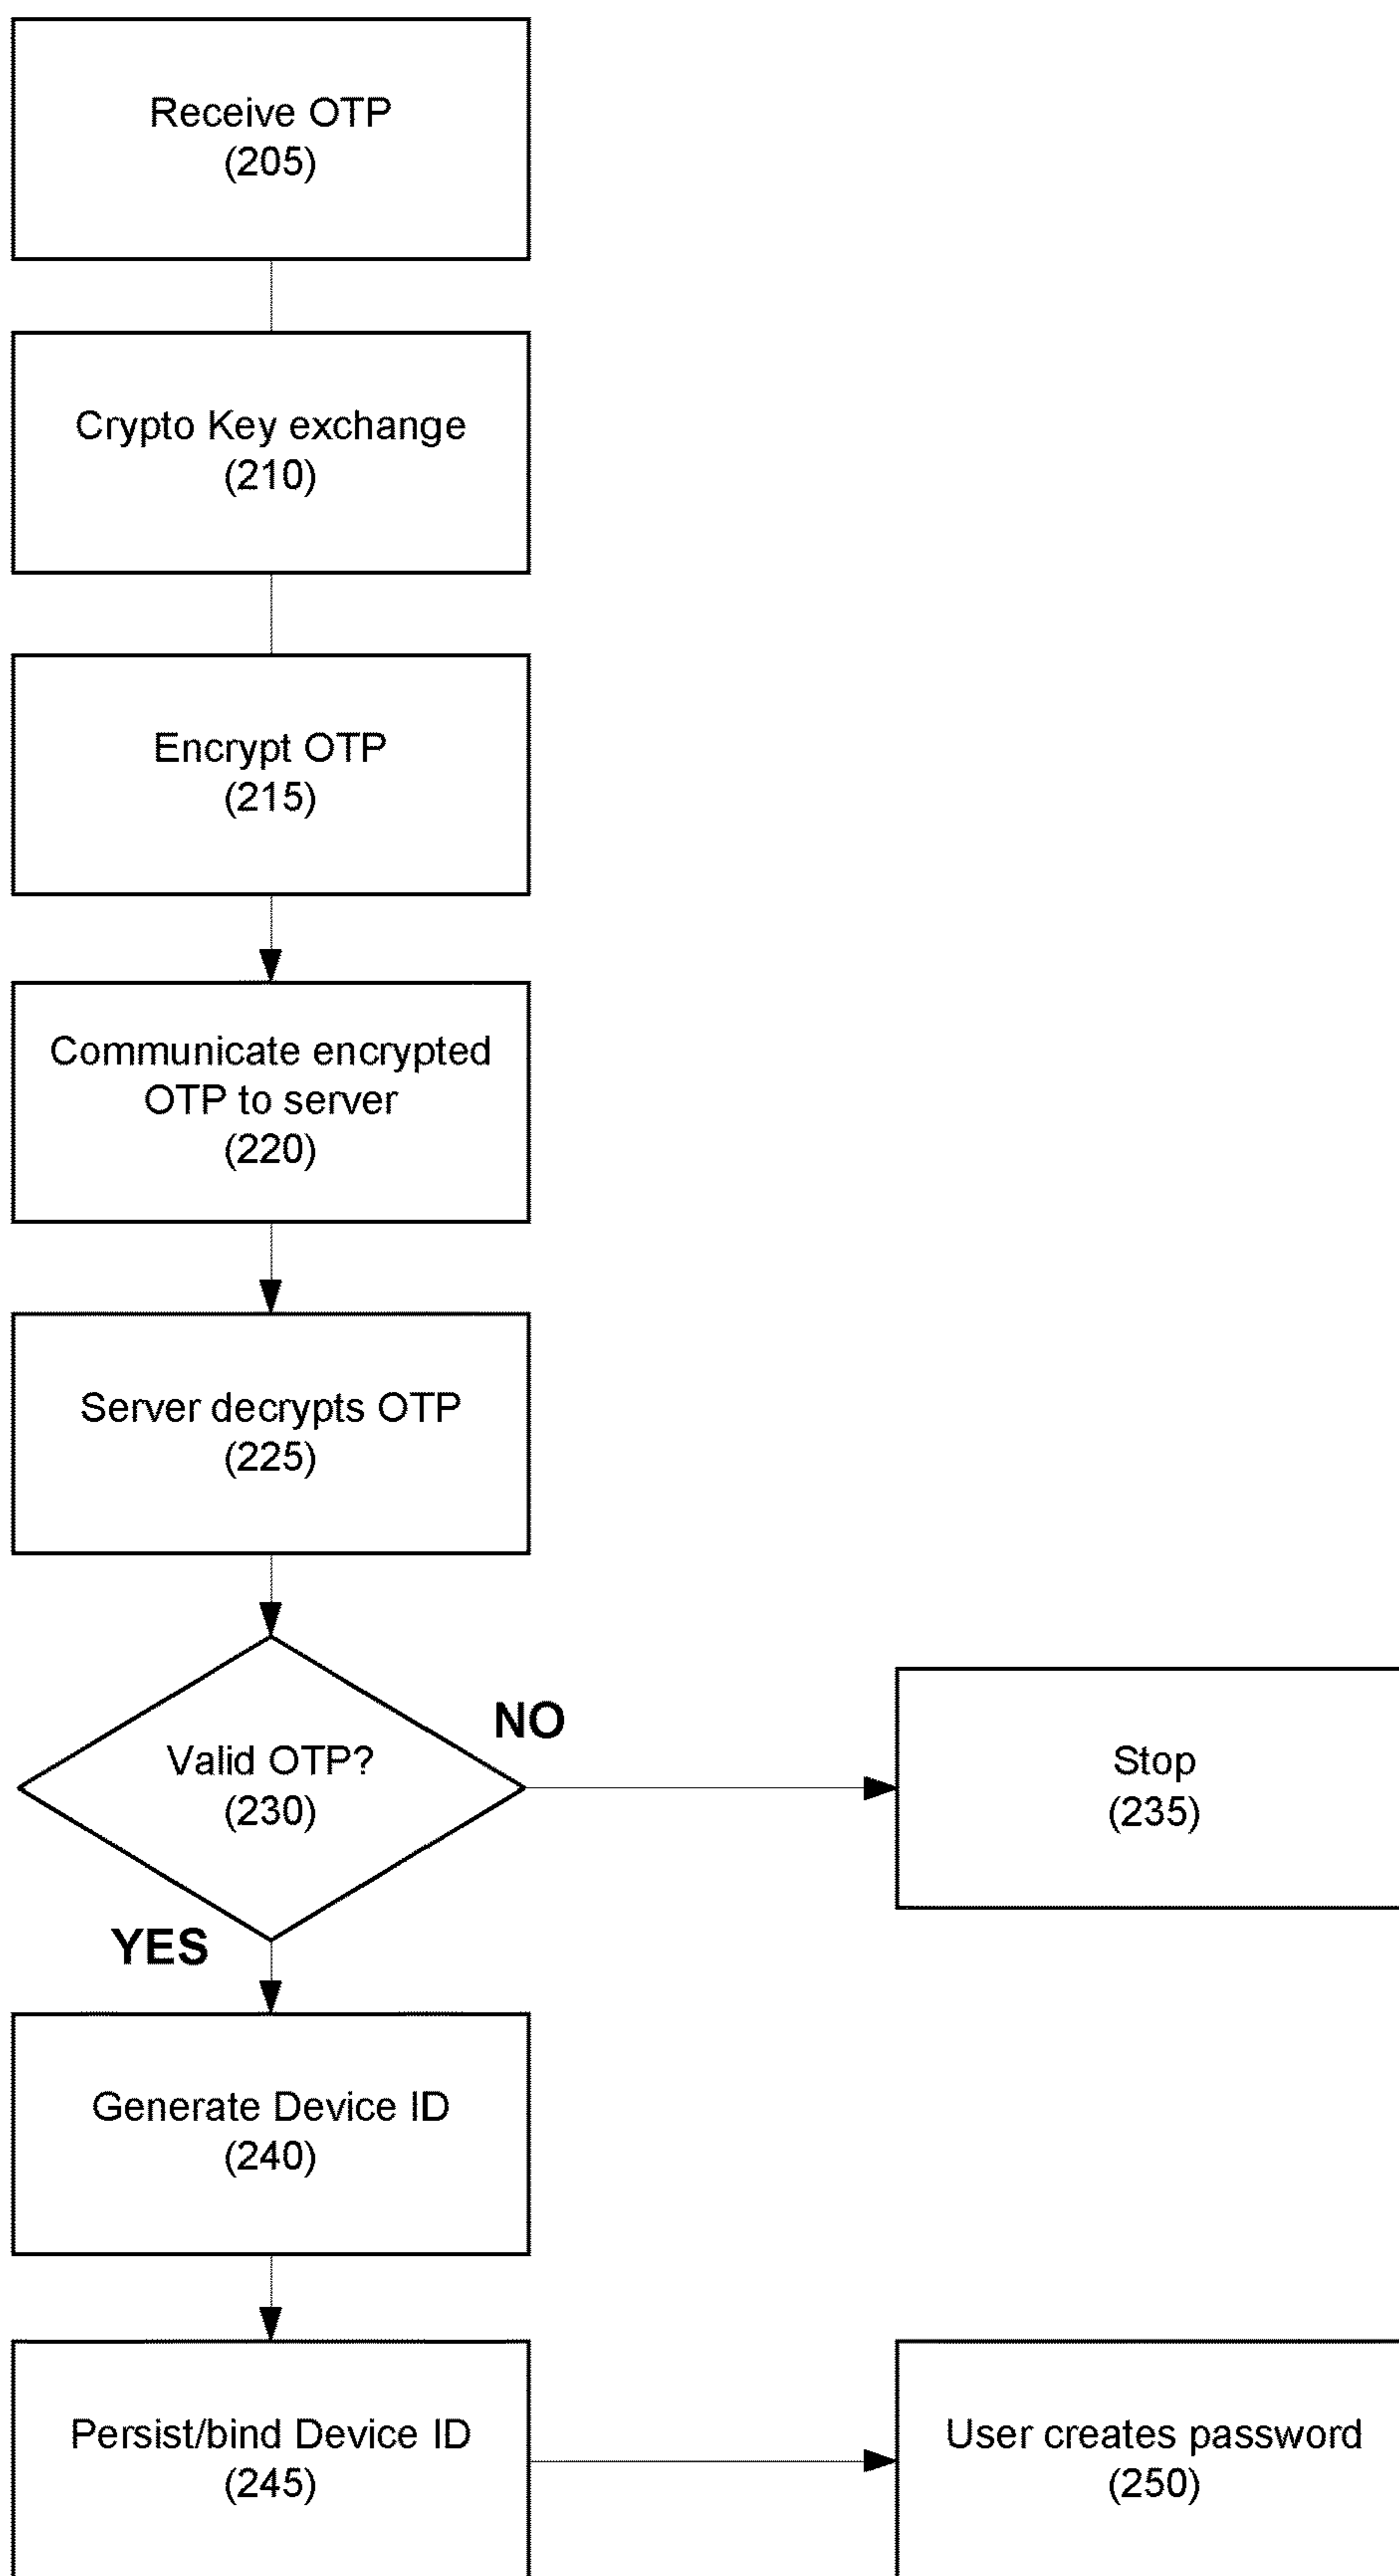 Receive OTP
(205)
Crypto Key exchange
(210)
Encrypt OTP
(215)
Communicate encrypted
OTP to server
(220)
Server decrypts OTP
(225)
Valid OTP?
(230)
NO
Stop
(235)
YES
Generate Device ID
(240)
Persist/bind Device ID
(245)
User creates password
(250)